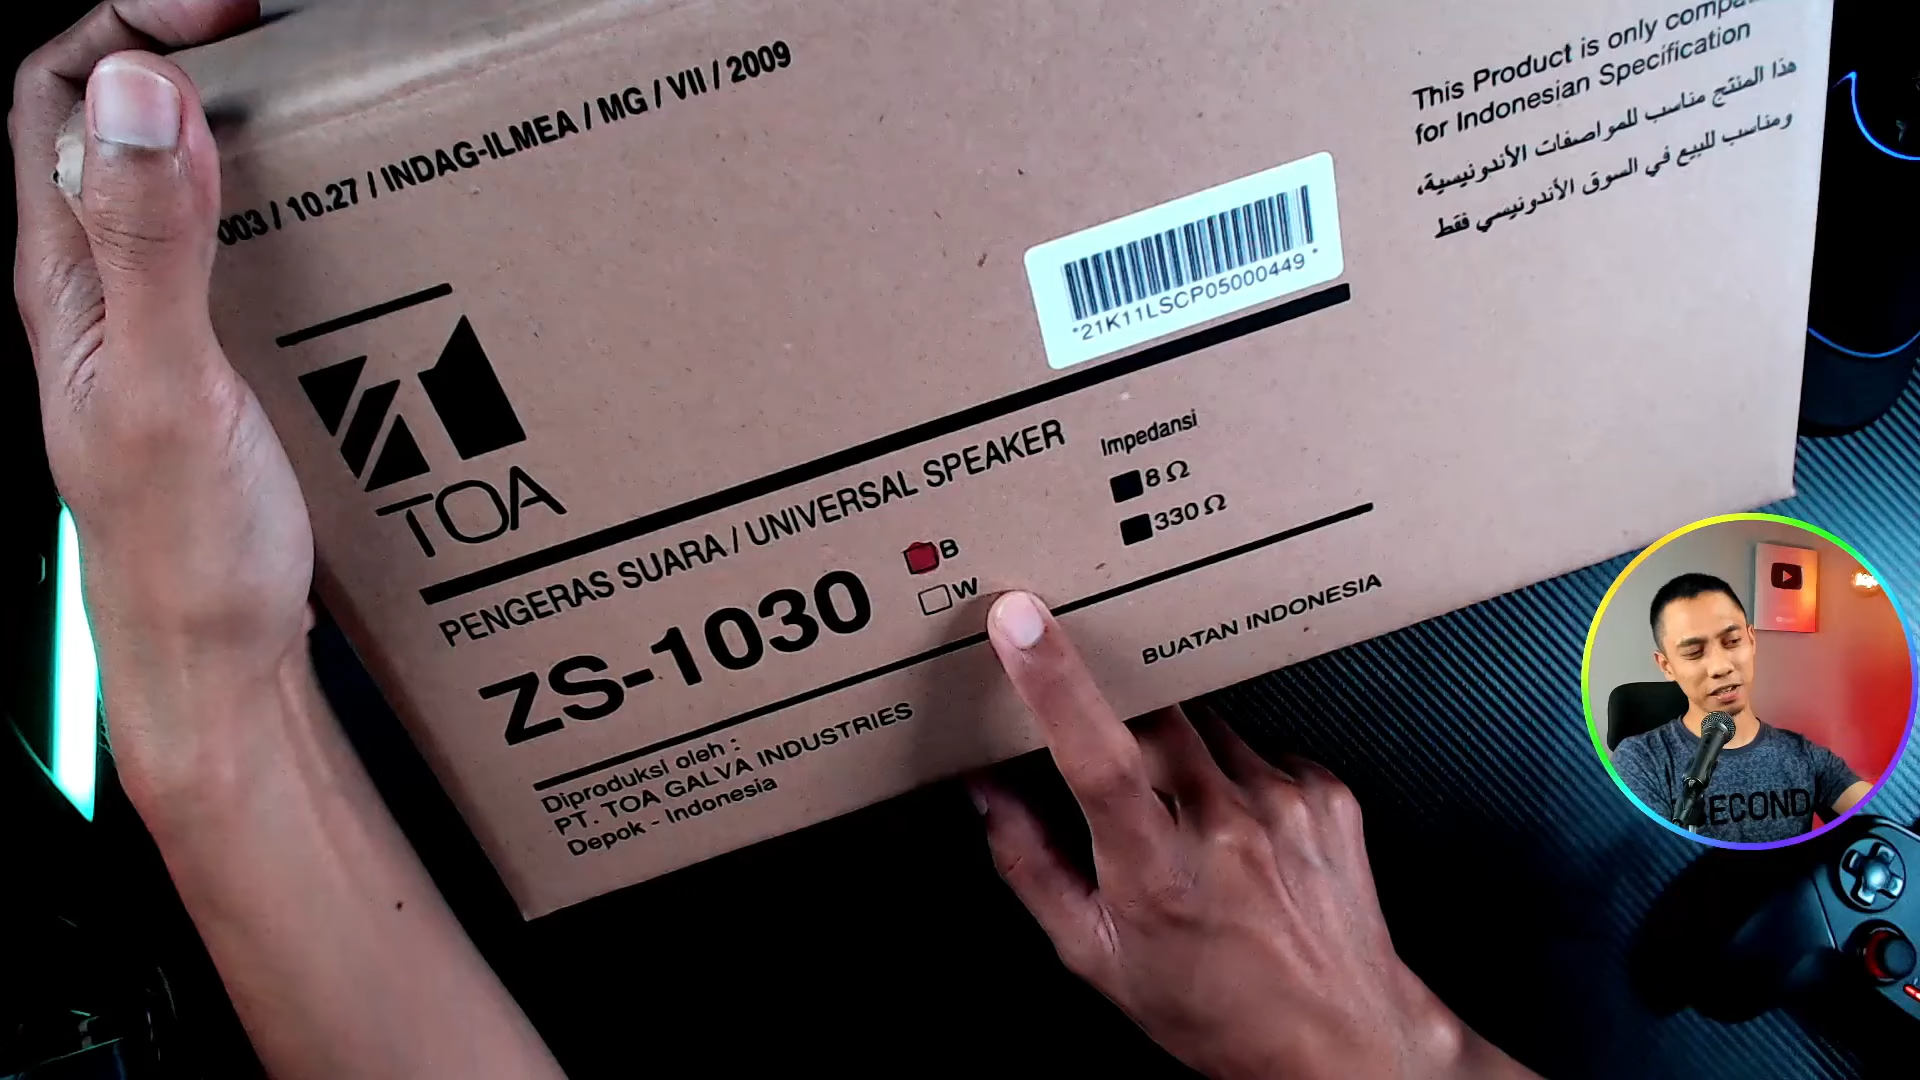 003 / 10.27 / INDAG-ILMEA / MG / VII / 2009
This Product is only
for Indonesian Specification
هذا المنتج مناسب للمواصفات الأندونيسية،
ومناسب للبيع في السوق الأندونيسي فقط
*21K11LSCP05000449*
TOA
PENGERAS SUARA / UNIVERSAL SPEAKER
ZS-1030
B
W
Impedansi
8 Ω
330 Ω
Diproduksi oleh :
PT. TOA GALVA INDUSTRIES
Depok - Indonesia
BUATAN INDONESIA
ECOND